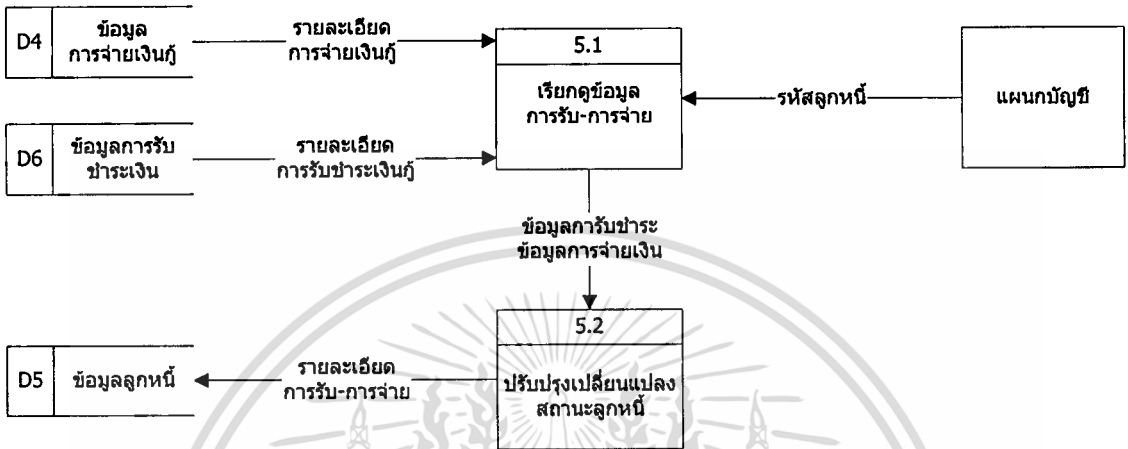 D4
ข้อมูล
การจ่ายเงินกู้
รายละเอียด
การจ่ายเงินกู้
5.1
เรียกดูข้อมูล
การรับ-การจ่าย
รหัสลูกหนี้
แผนกบัญชี
D6
ข้อมูลการรับ
ชำระเงิน
รายละเอียด
การรับชำระเงินกู้
ข้อมูลการับชำระ
ข้อมูลการจ่ายเงิน
5.2
ปรับปรุงเปลี่ยนแปลง
สถานะลูกหนี้
รายละเอียด
การรับ-การจ่าย
D5
ข้อมูลลูกหนี้